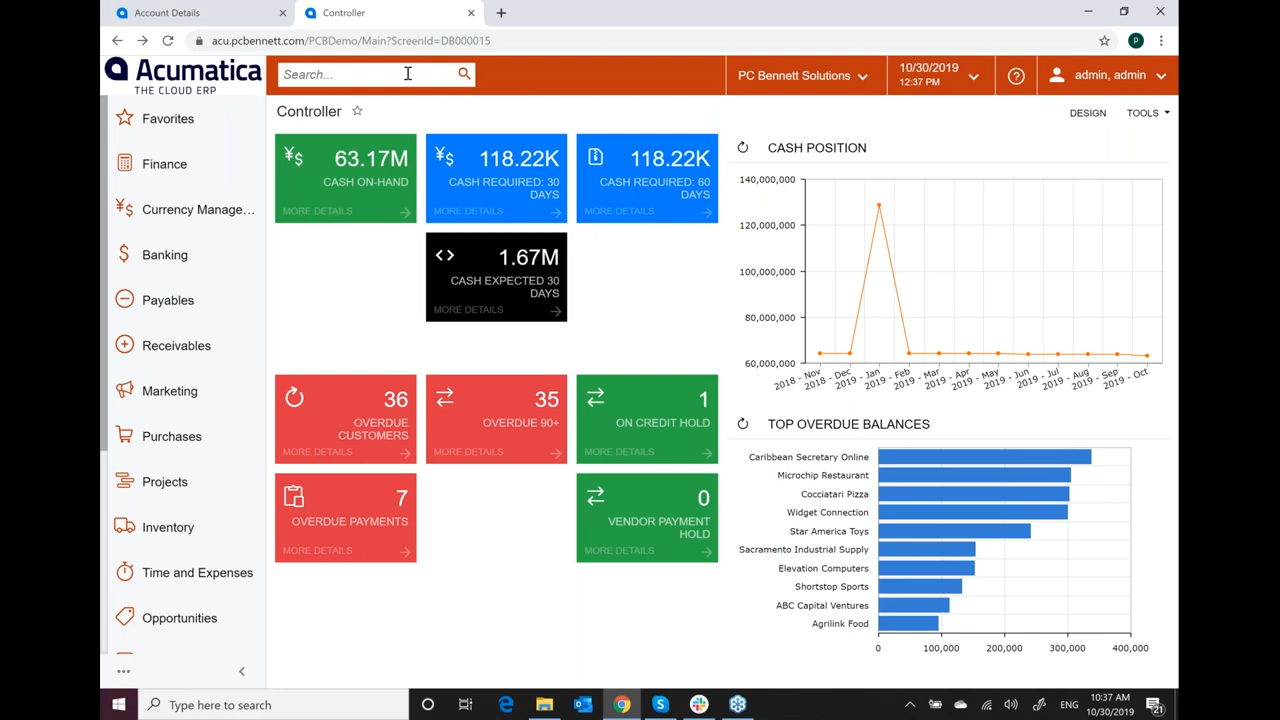 Account Details
Controller
acu.pcbennett.com/PCBDemo/Main?ScreenId=DB000015
P
Acumatica
THE CLOUD ERP
Search...
PC Bennett Solutions
10/30/2019
12:37 PM
admin, admin
Favorites
Finance
Currency Manage...
Banking
Payables
Receivables
Marketing
Purchases
Projects
Inventory
Time and Expenses
Opportunities
Controller
DESIGN
TOOLS
63.17M
CASH ON-HAND
MORE DETAILS
118.22K
CASH REQUIRED: 30
DAYS
MORE DETAILS
118.22K
CASH REQUIRED: 60
DAYS
MORE DETAILS
1.67M
CASH EXPECTED 30
DAYS
MORE DETAILS
36
OVERDUE
CUSTOMERS
MORE DETAILS
35
OVERDUE 90+
MORE DETAILS
1
ON CREDIT HOLD
MORE DETAILS
7
OVERDUE PAYMENTS
MORE DETAILS
0
VENDOR PAYMENT
HOLD
MORE DETAILS
CASH POSITION
140,000,000
120,000,000
100,000,000
80,000,000
60,000,000
2018 - Nov
2018 - Dec
2019 - Jan
2019 - Feb
2019 - Mar
2019 - Apr
2019 - May
2019 - Jun
2019 - Jul
2019 - Aug
2019 - Sep
2019 - Oct
TOP OVERDUE BALANCES
Caribbean Secretary Online
Microchip Restaurant
Cocciatari Pizza
Widget Connection
Star America Toys
Sacramento Industrial Supply
Elevation Computers
Shortstop Sports
ABC Capital Ventures
Agrilink Food
0
100,000
200,000
300,000
400,000
Type here to search
ENG
10:37 AM
10/30/2019
21